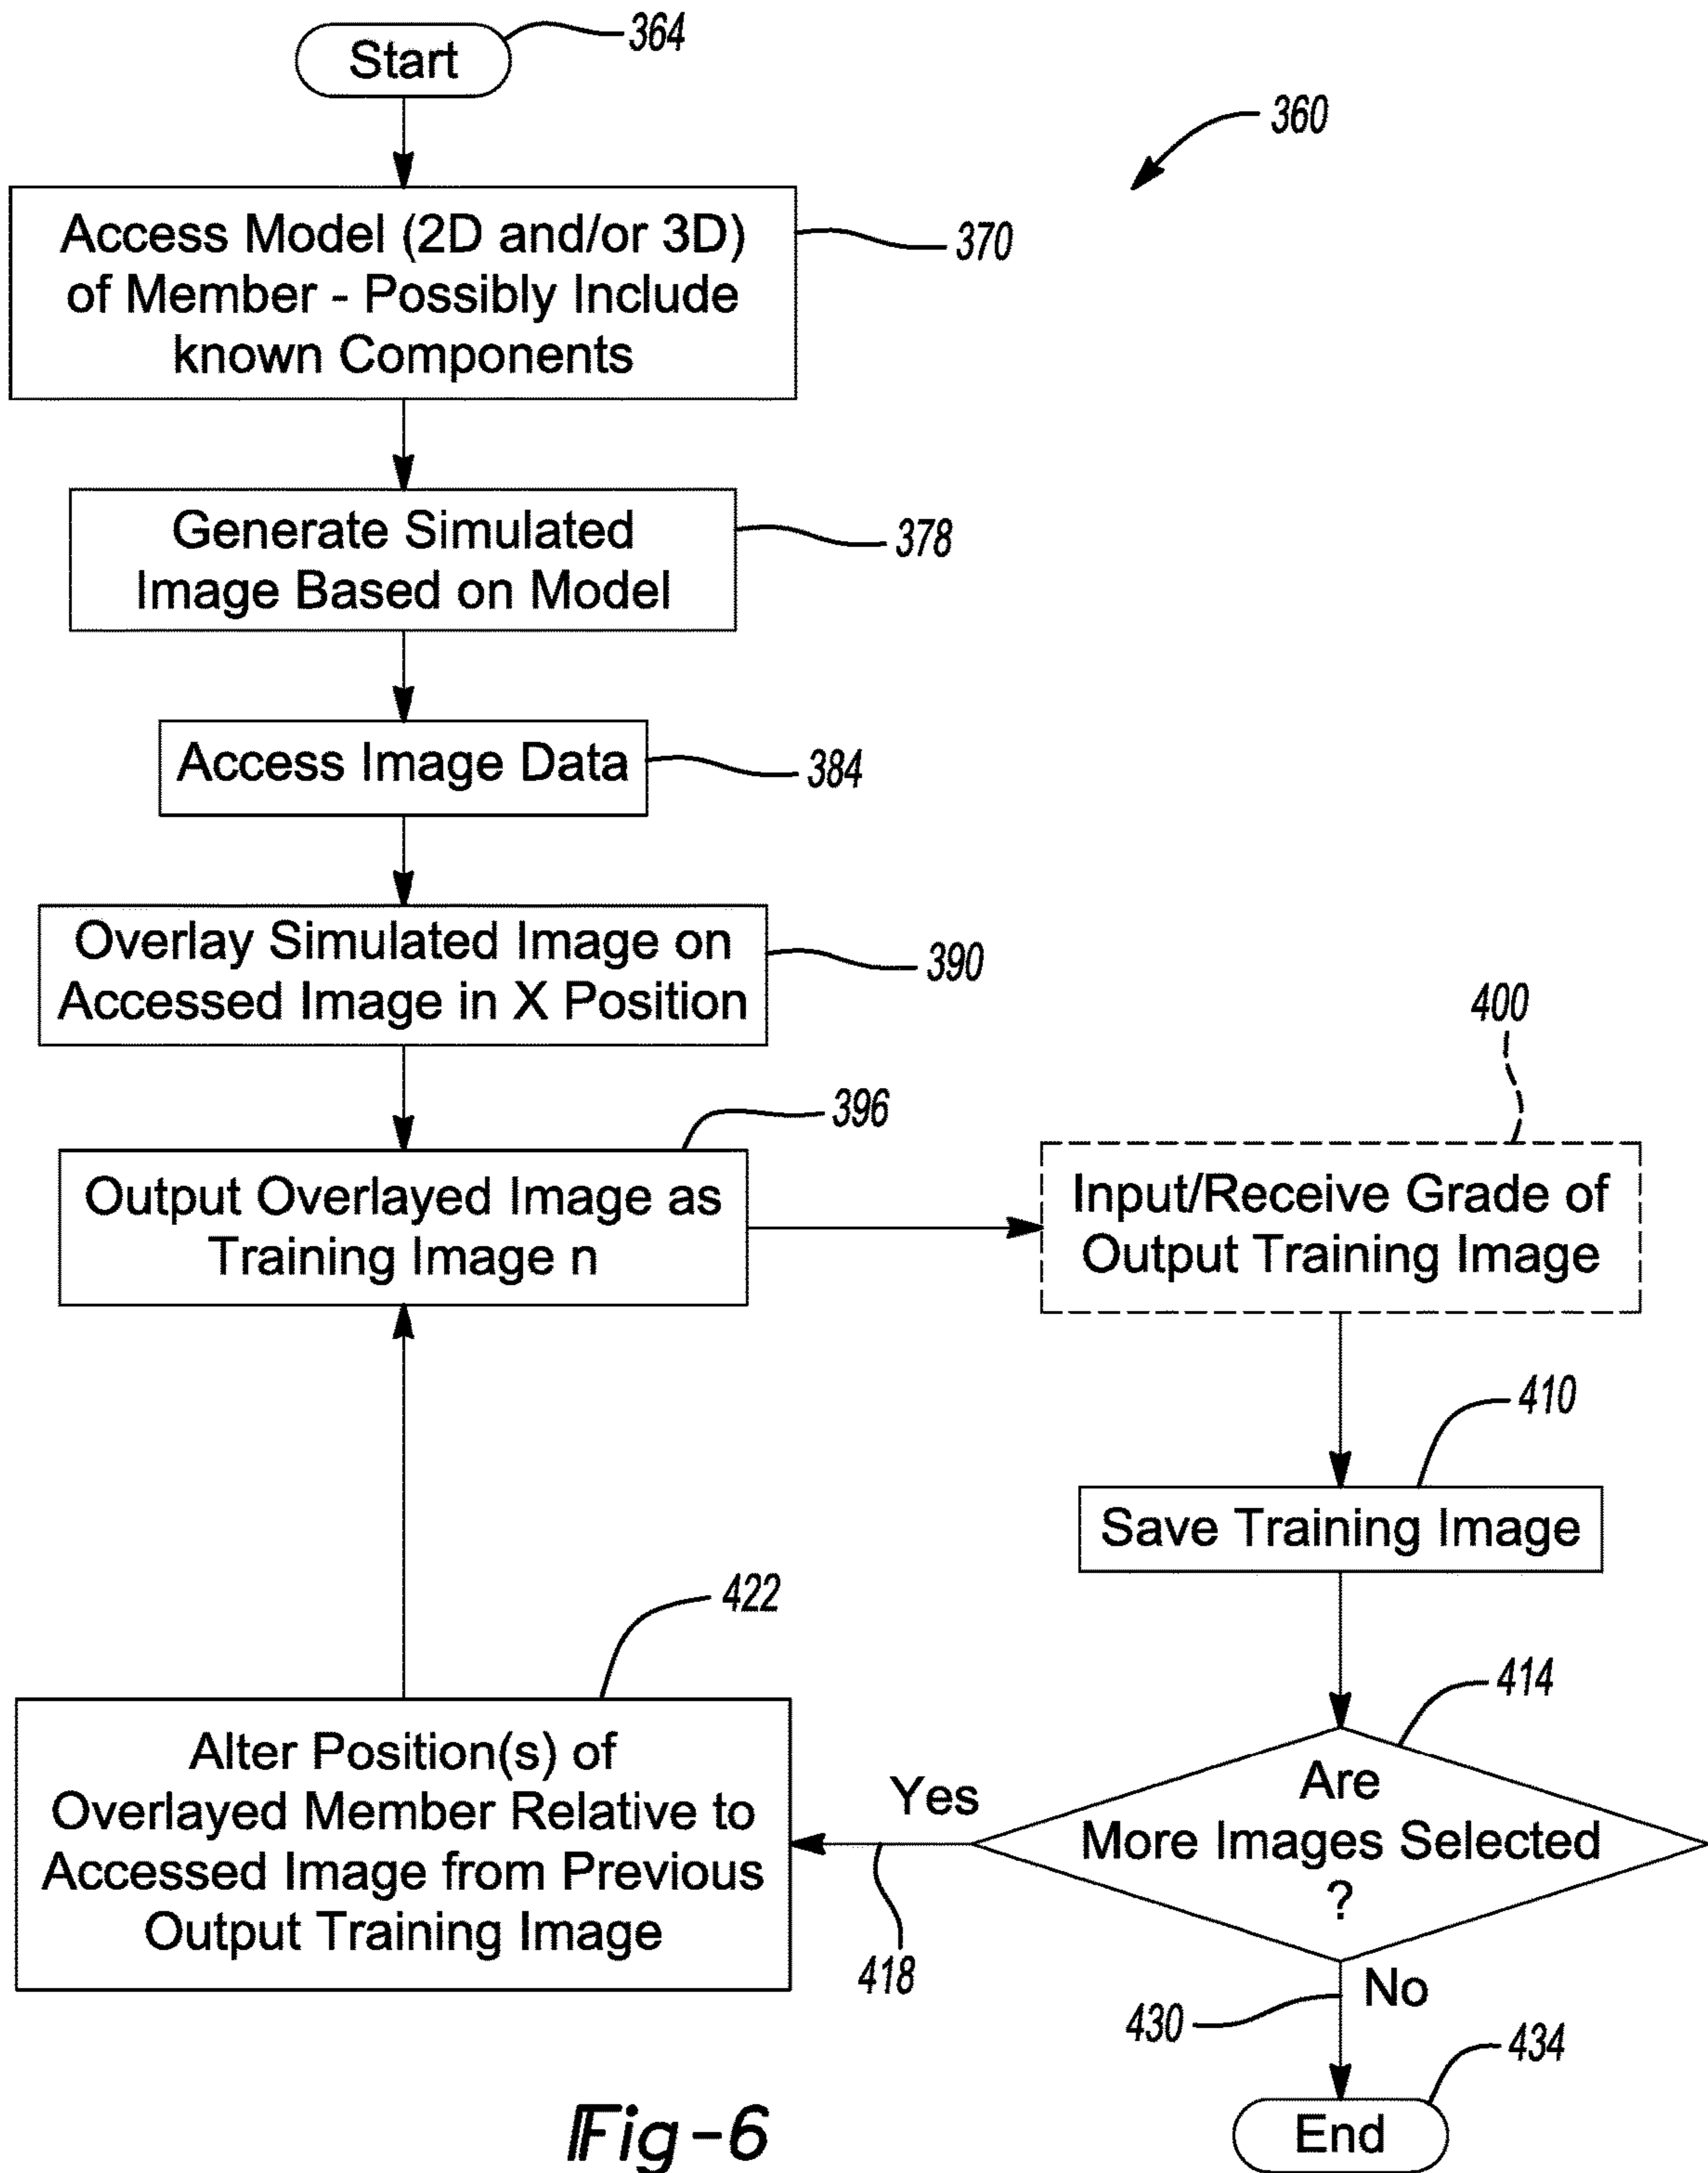 Start
364
360
Access Model (2D and/or 3D)
of Member - Possibly Include
known Components
370
Generate Simulated
Image Based on Model
378
Access Image Data
384
Overlay Simulated Image on
Accessed Image in X Position
390
396
Output Overlayed Image as
Training Image n
400
Input/Receive Grade of
Output Training Image
410
Save Training Image
414
Are
More Images Selected
?
Yes
418
422
Alter Position(s) of
Overlayed Member Relative to
Accessed Image from Previous
Output Training Image
No
430
434
End
Fig-6